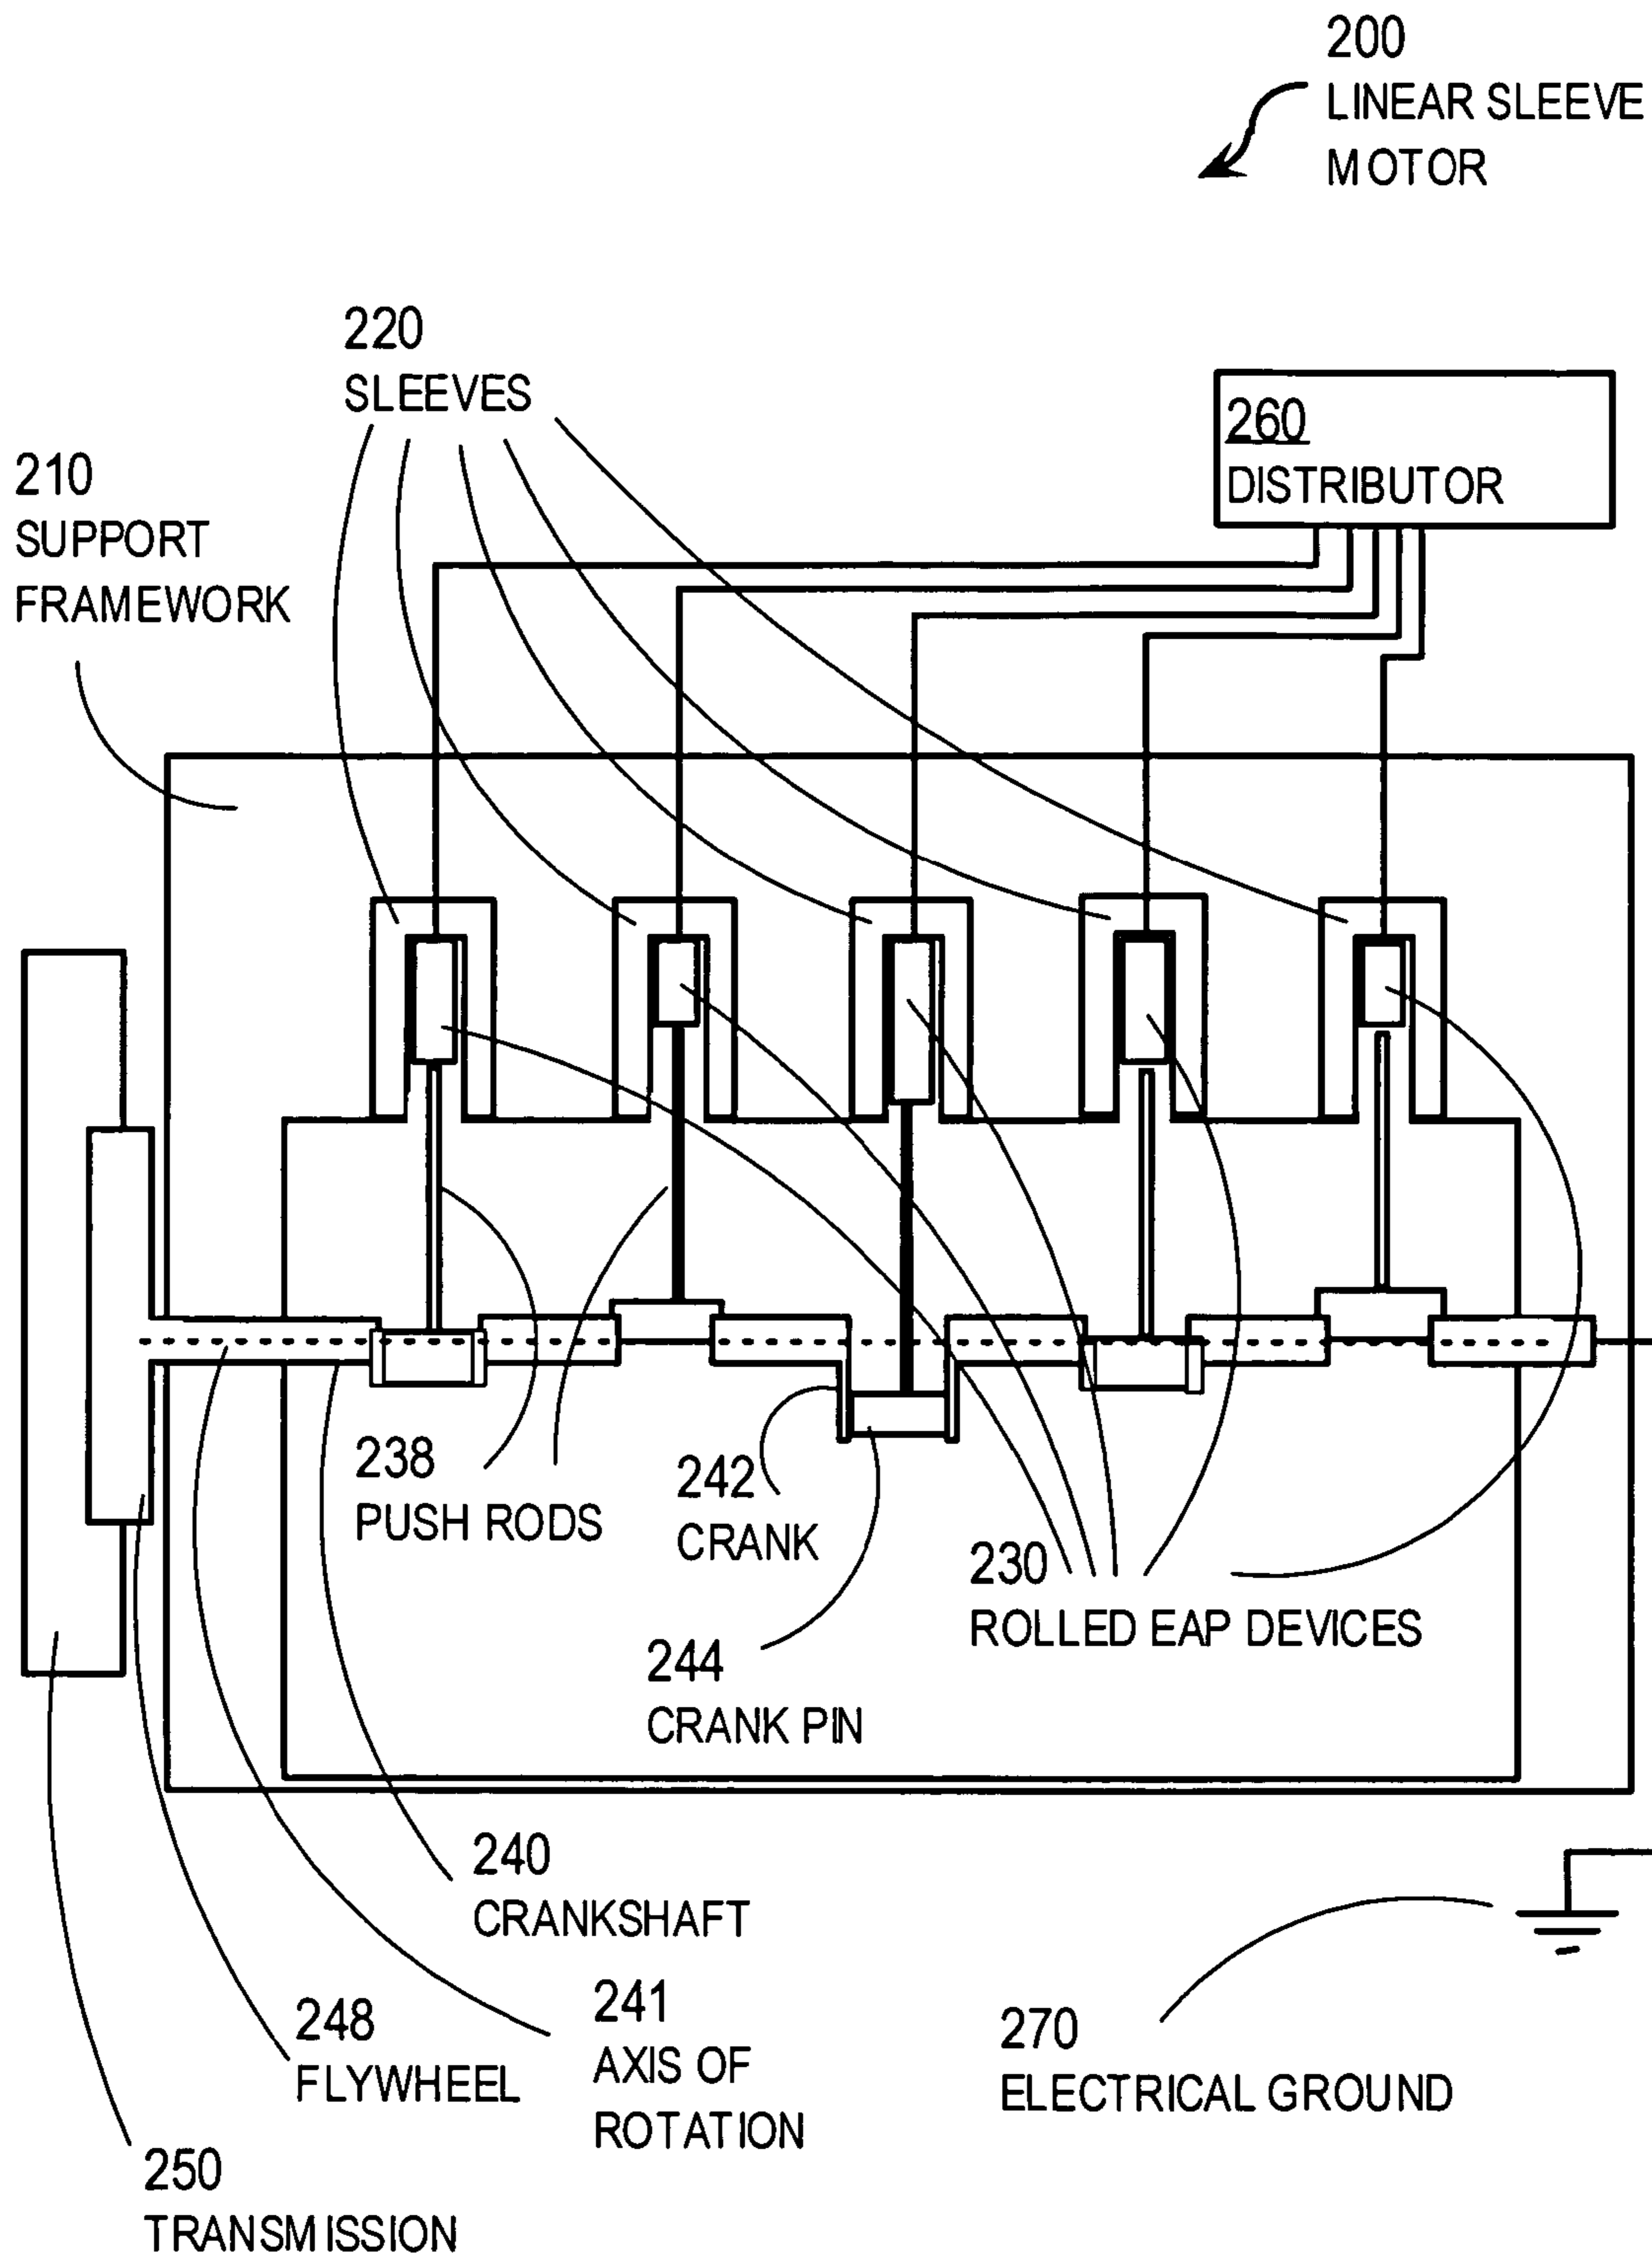 200
LINEAR SLEEVE
MOTOR
220
SLEEVES
260
DISTRIBUTOR
210
SUPPORT
FRAMEWORK
238
PUSH RODS
242
CRANK
230
ROLLED EAP DEVICES
244
CRANK PIN
240
CRANKSHAFT
241
AXIS OF
ROTATION
248
FLYWHEEL
270
ELECTRICAL GROUND
250
TRANSMISSION